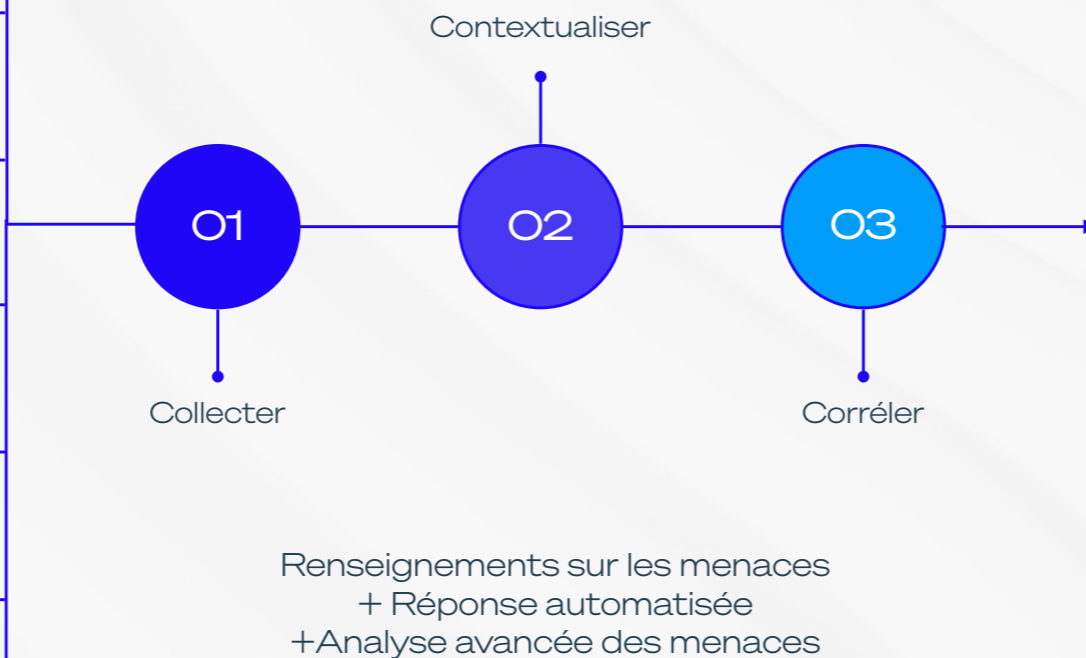 Contextualiser
01
02
03
Collecter
Corréler
Renseignements sur les menaces
+ Réponse automatisée
+Analyse avancée des menaces